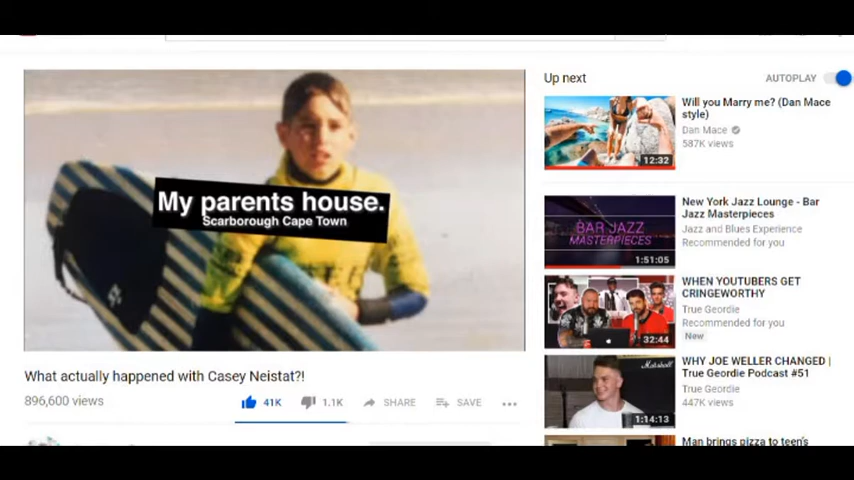 Up next
AUTOPLAY
My parents house.
Scarborough Cape Town
What actually happened with Casey Neistat?!
896,600 views
41K
1.1K
SHARE
SAVE
Will you Marry me? (Dan Mace
style)
Dan Mace
587K views
12:32
New York Jazz Lounge - Bar
Jazz Masterpieces
Jazz and Blues Experience
Recommended for you
BAR JAZZ
MASTERPIECES
1:51:05
WHEN YOUTUBERS GET
CRINGEWORTHY
True Geordie
Recommended for you
New
32:44
WHY JOE WELLER CHANGED |
True Geordie Podcast #51
True Geordie
447K views
Marshall
1:14:13
Man brings pizza to teen's